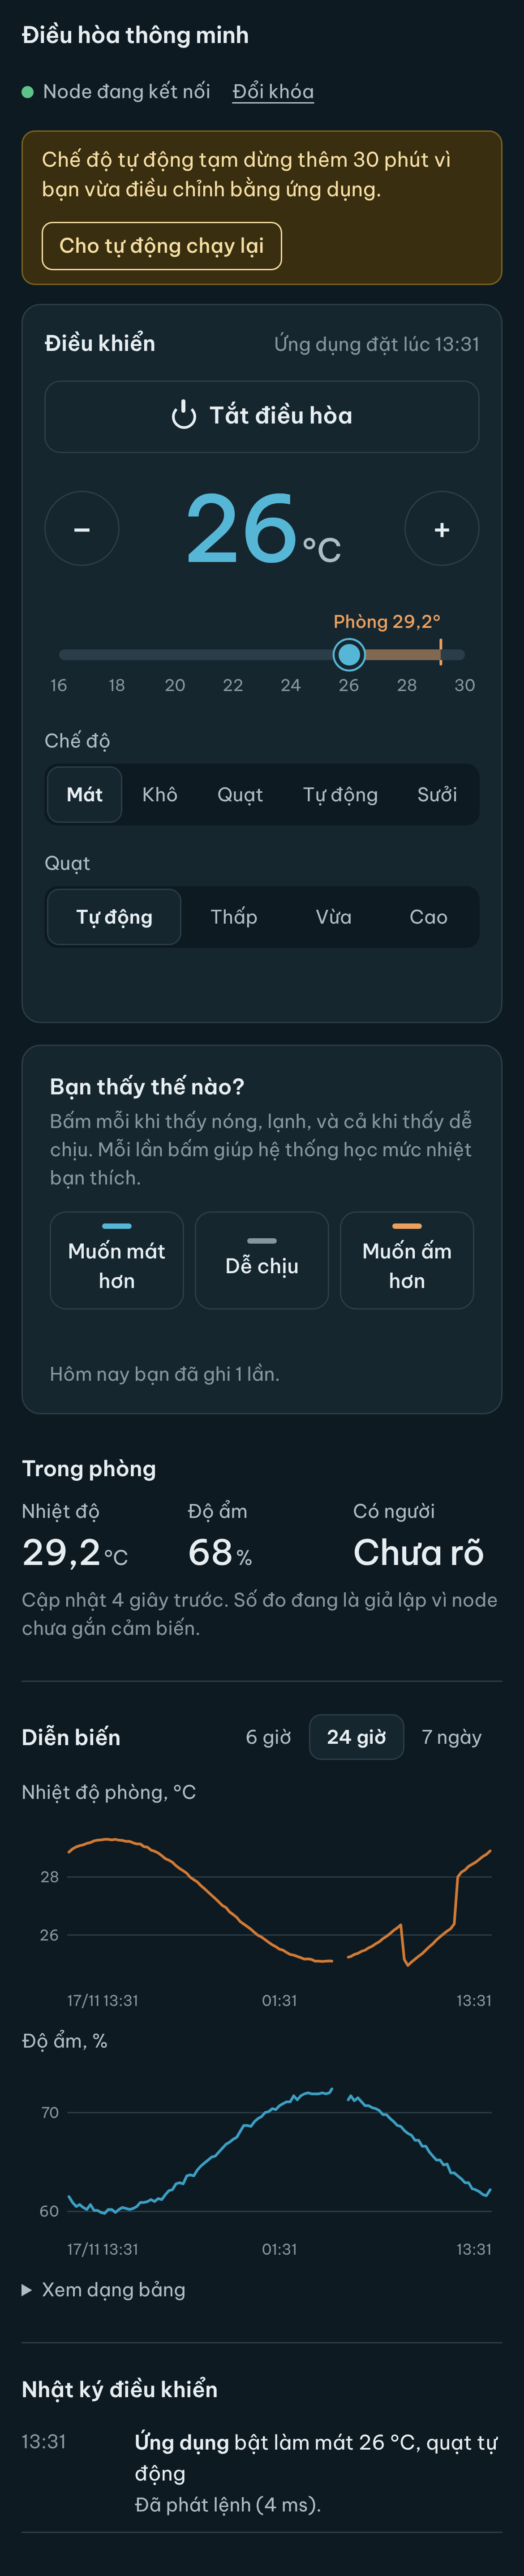 Điều hòa thông minh
Node đang kết nối Đổi khóa
Chế độ tự động tạm dừng thêm 30 phút vì
bạn vừa điều chỉnh bằng ứng dụng.
Cho tự động chạy lại
Điều khiển Ứng dụng đặt lúc 13:31
Tắt điều hòa
− 26 °C +
Phòng 29,2°
16 18 20 22 24 26 28 30
Chế độ
Mát Khô Quạt Tự động Sưởi
Quạt
Tự động Thấp Vừa Cao
Bạn thấy thế nào?
Bấm mỗi khi thấy nóng, lạnh, và cả khi thấy dễ
chịu. Mỗi lần bấm giúp hệ thống học mức nhiệt
bạn thích.
Muốn mát
hơn
Dễ chịu
Muốn ấm
hơn
Hôm nay bạn đã ghi 1 lần.
Trong phòng
Nhiệt độ Độ ẩm Có người
29,2 °C 68 % Chưa rõ
Cập nhật 4 giây trước. Số đo đang là giả lập vì node
chưa gắn cảm biến.
Diễn biến 6 giờ 24 giờ 7 ngày
Nhiệt độ phòng, °C
28
26
17/11 13:31 01:31 13:31
Độ ẩm, %
70
60
17/11 13:31 01:31 13:31
Xem dạng bảng
Nhật ký điều khiển
13:31 Ứng dụng bật làm mát 26 °C, quạt tự
động
Đã phát lệnh (4 ms).